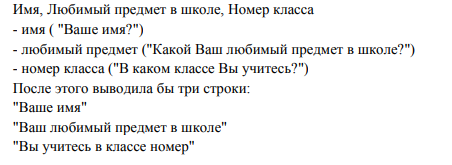 Имя, Любимый предмет в школе, Номер класса
- имя ( "Ваше имя?")
- любимый предмет ("Какой Ваш любимый предмет в школе?")
- номер класса ("В каком классе Вы учитесь?")
После этого выводила бы три строки:
"Ваше имя"
"Ваш любимый предмет в школе"
"Вы учитесь в классе номер"